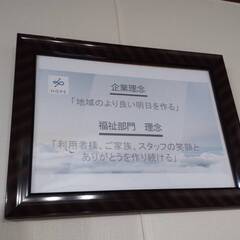 HOPE
企業理念
「地域のより良い明日を作る」
福祉部門　理念
「利用者様、ご家族、スタッフの笑顔と
ありがとうを作り続ける」